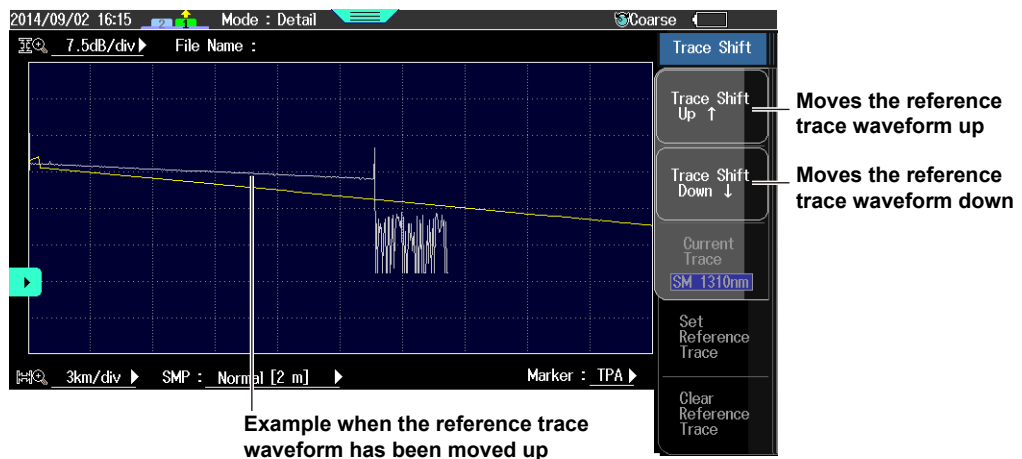 2014/09/02 16:15 2 1 Mode : Detail Coarse
7.5dB/div File Name :
Trace Shift
Trace Shift
Up ↑
Moves the reference
trace waveform up
Trace Shift
Down ↓
Moves the reference
trace waveform down
Current
Trace
SM 1310nm
Set
Reference
Trace
3km/div SMP : Normal [2 m] Marker : TPA
Clear
Reference
Trace
Example when the reference trace
waveform has been moved up